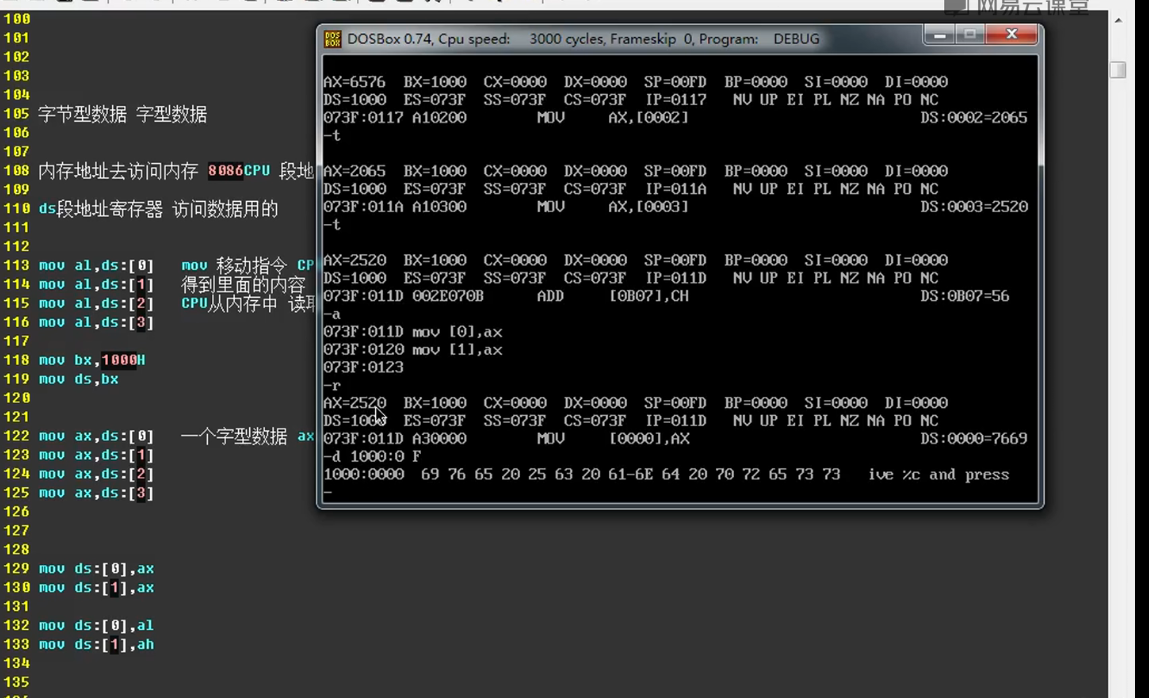 网易云课堂
100
101
102
103
104
105 字节型数据 字型数据
106
107
108 内存地址去访问内存 8086CPU 段地
109
110 ds段地址寄存器 访问数据用的
111
112
113 mov al,ds:[0] mov 移动指令 CP
114 mov al,ds:[1] 得到里面的内容
115 mov al,ds:[2] CPU从内存中 读取
116 mov al,ds:[3]
117
118 mov bx,1000H
119 mov ds,bx
120
121
122 mov ax,ds:[0] 一个字型数据 ax
123 mov ax,ds:[1]
124 mov ax,ds:[2]
125 mov ax,ds:[3]
126
127
128
129 mov ds:[0],ax
130 mov ds:[1],ax
131
132 mov ds:[0],al
133 mov ds:[1],ah
134
135
DOSBox 0.74, Cpu speed: 3000 cycles, Frameskip 0, Program: DEBUG
AX=6576 BX=1000 CX=0000 DX=0000 SP=00FD BP=0000 SI=0000 DI=0000
DS=1000 ES=073F SS=073F CS=073F IP=0117 NV UP EI PL NZ NA PO NC
073F:0117 A10200 MOV AX,[0002] DS:0002=2065
-t
AX=2065 BX=1000 CX=0000 DX=0000 SP=00FD BP=0000 SI=0000 DI=0000
DS=1000 ES=073F SS=073F CS=073F IP=011A NV UP EI PL NZ NA PO NC
073F:011A A10300 MOV AX,[0003] DS:0003=2520
-t
AX=2520 BX=1000 CX=0000 DX=0000 SP=00FD BP=0000 SI=0000 DI=0000
DS=1000 ES=073F SS=073F CS=073F IP=011D NV UP EI PL NZ NA PO NC
073F:011D 002E070B ADD [0B07],CH DS:0B07=56
-a
073F:011D mov [0],ax
073F:0120 mov [1],ax
073F:0123
-r
AX=2520 BX=1000 CX=0000 DX=0000 SP=00FD BP=0000 SI=0000 DI=0000
DS=1000 ES=073F SS=073F CS=073F IP=011D NV UP EI PL NZ NA PO NC
073F:011D A30000 MOV [0000],AX DS:0000=7669
-d 1000:0 F
1000:0000 69 76 65 20 25 63 20 61-6E 64 20 70 72 65 73 73 ive %c and press
-